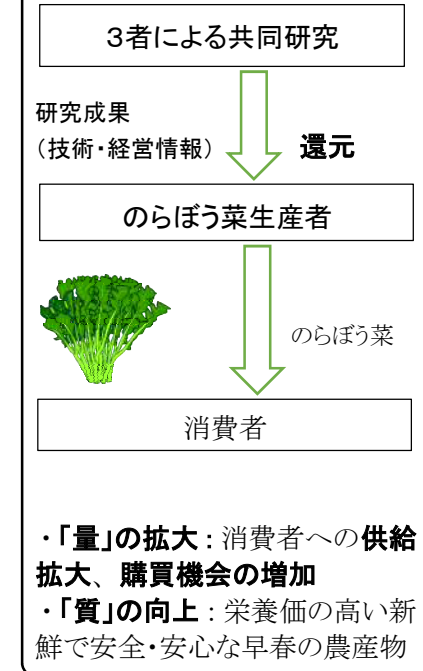 ３者による共同研究
研究成果
（技術・経営情報）
還元
のらぼう菜生産者
のらぼう菜
消費者
・「量」の拡大：消費者への供給
拡大、購買機会の増加
・「質」の向上：栄養価の高い新
鮮で安全・安心な早春の農産物